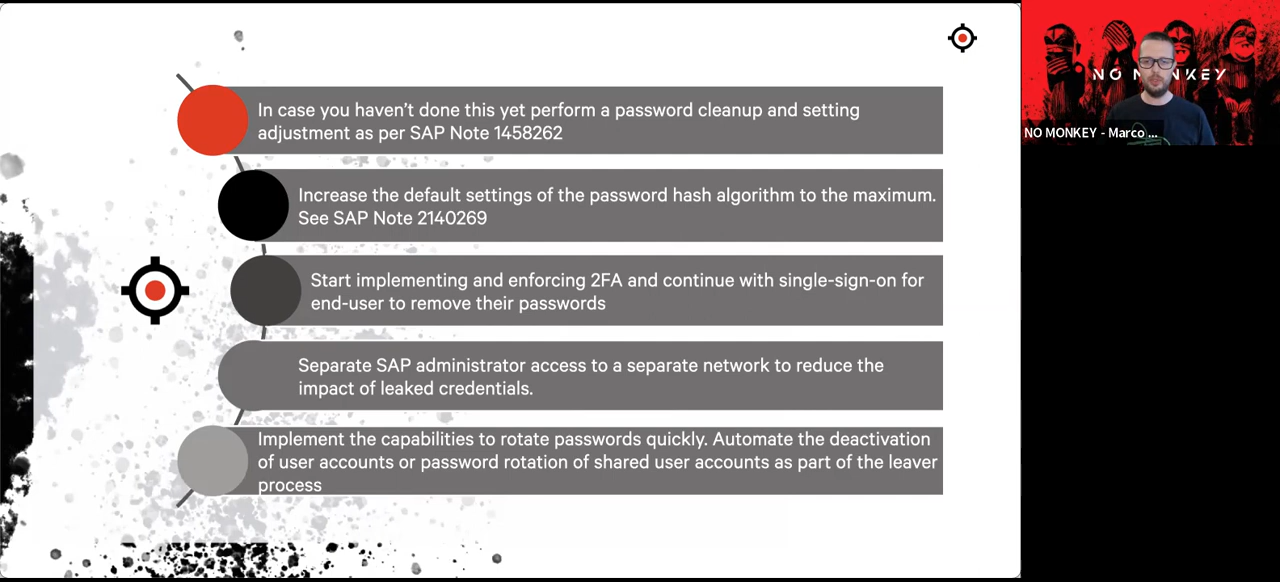 In case you haven’t done this yet perform a password cleanup and setting
adjustment as per SAP Note 1458262
Increase the default settings of the password hash algorithm to the maximum.
See SAP Note 2140269
Start implementing and enforcing 2FA and continue with single-sign-on for
end-user to remove their passwords
Separate SAP administrator access to a separate network to reduce the
impact of leaked credentials.
Implement the capabilities to rotate passwords quickly. Automate the deactivation
of user accounts or password rotation of shared user accounts as part of the leaver
process
NO MONKEY
NO MONKEY - Marco ...